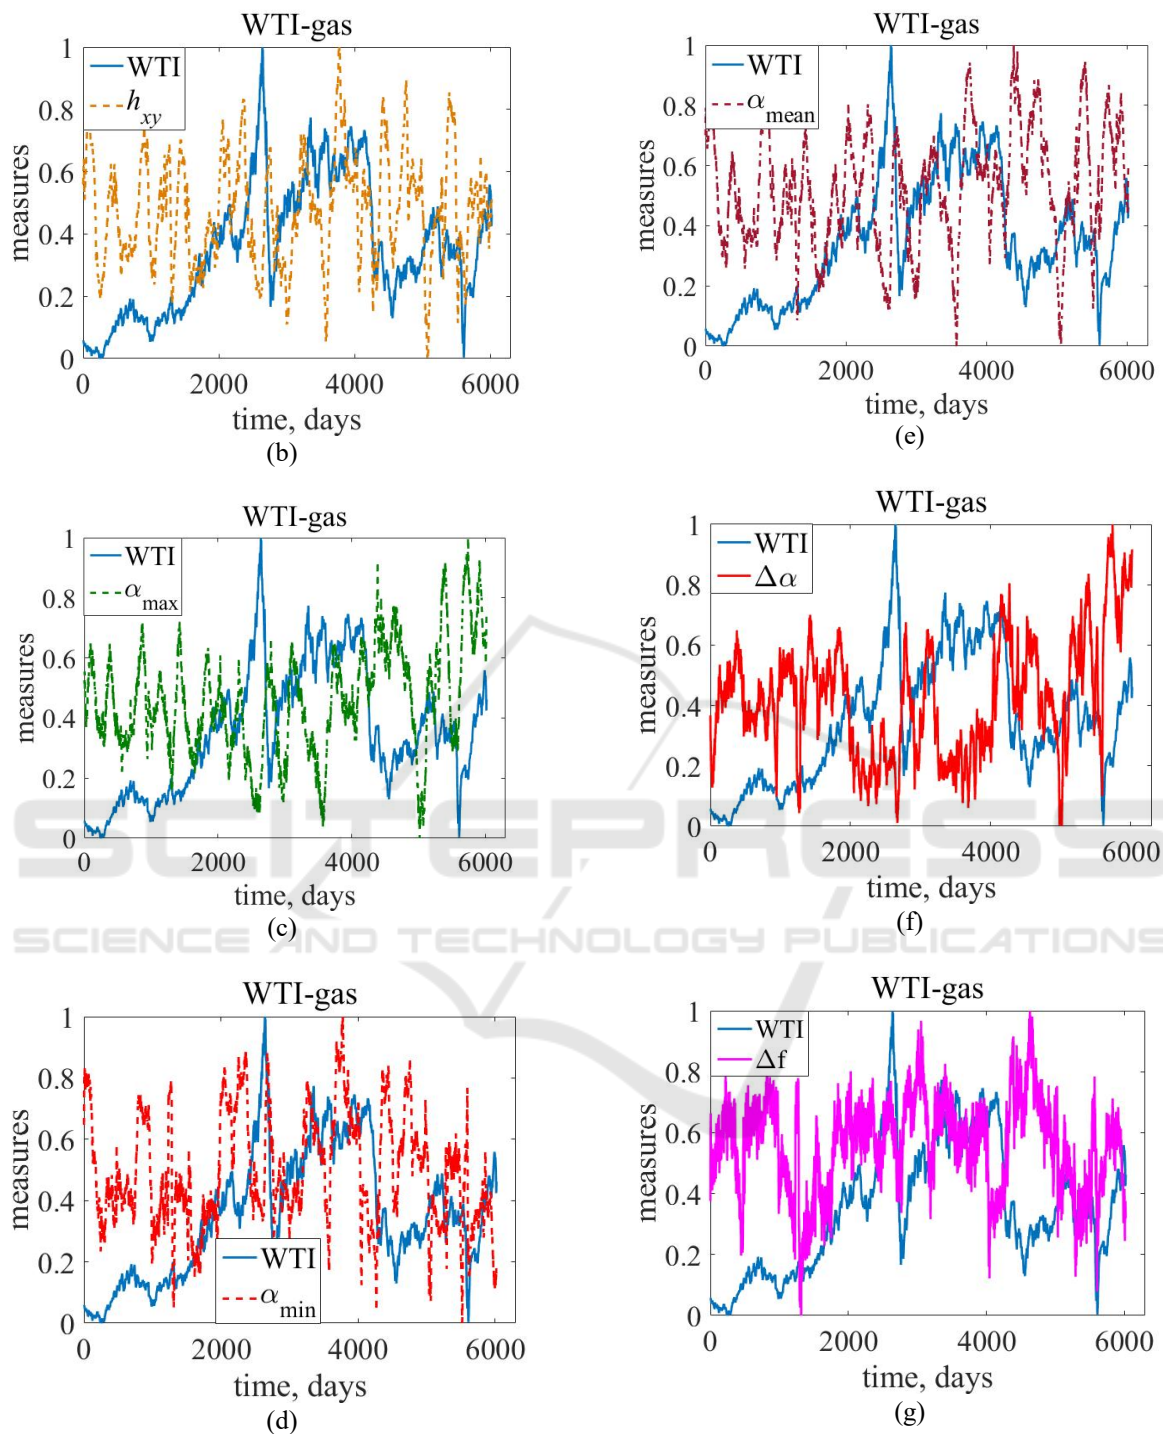 WTI-gas
1
0.8
0.6
0.4
0.2
0
measures
WTI
h_xy
0 2000 4000 6000
time, days
(b)
WTI-gas
1
0.8
0.6
0.4
0.2
0
measures
WTI
α_max
0 2000 4000 6000
time, days
(c)
WTI-gas
1
0.8
0.6
0.4
0.2
0
measures
WTI
α_min
0 2000 4000 6000
time, days
(d)
WTI-gas
1
0.8
0.6
0.4
0.2
0
measures
WTI
α_mean
0 2000 4000 6000
time, days
(e)
WTI-gas
1
0.8
0.6
0.4
0.2
0
measures
WTI
Δα
0 2000 4000 6000
time, days
(f)
WTI-gas
1
0.8
0.6
0.4
0.2
0
measures
WTI
Δf
0 2000 4000 6000
time, days
(g)
SCITEPRESS
SCIENCE AND TECHNOLOGY PUBLICATIONS